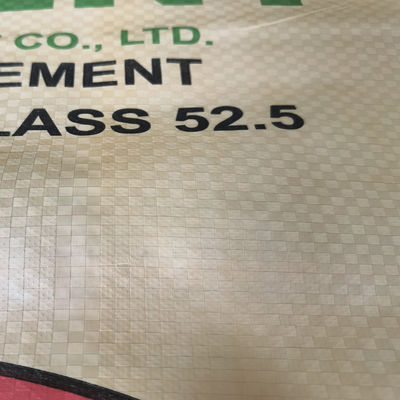 CO., LTD.
EMENT
LASS 52.5